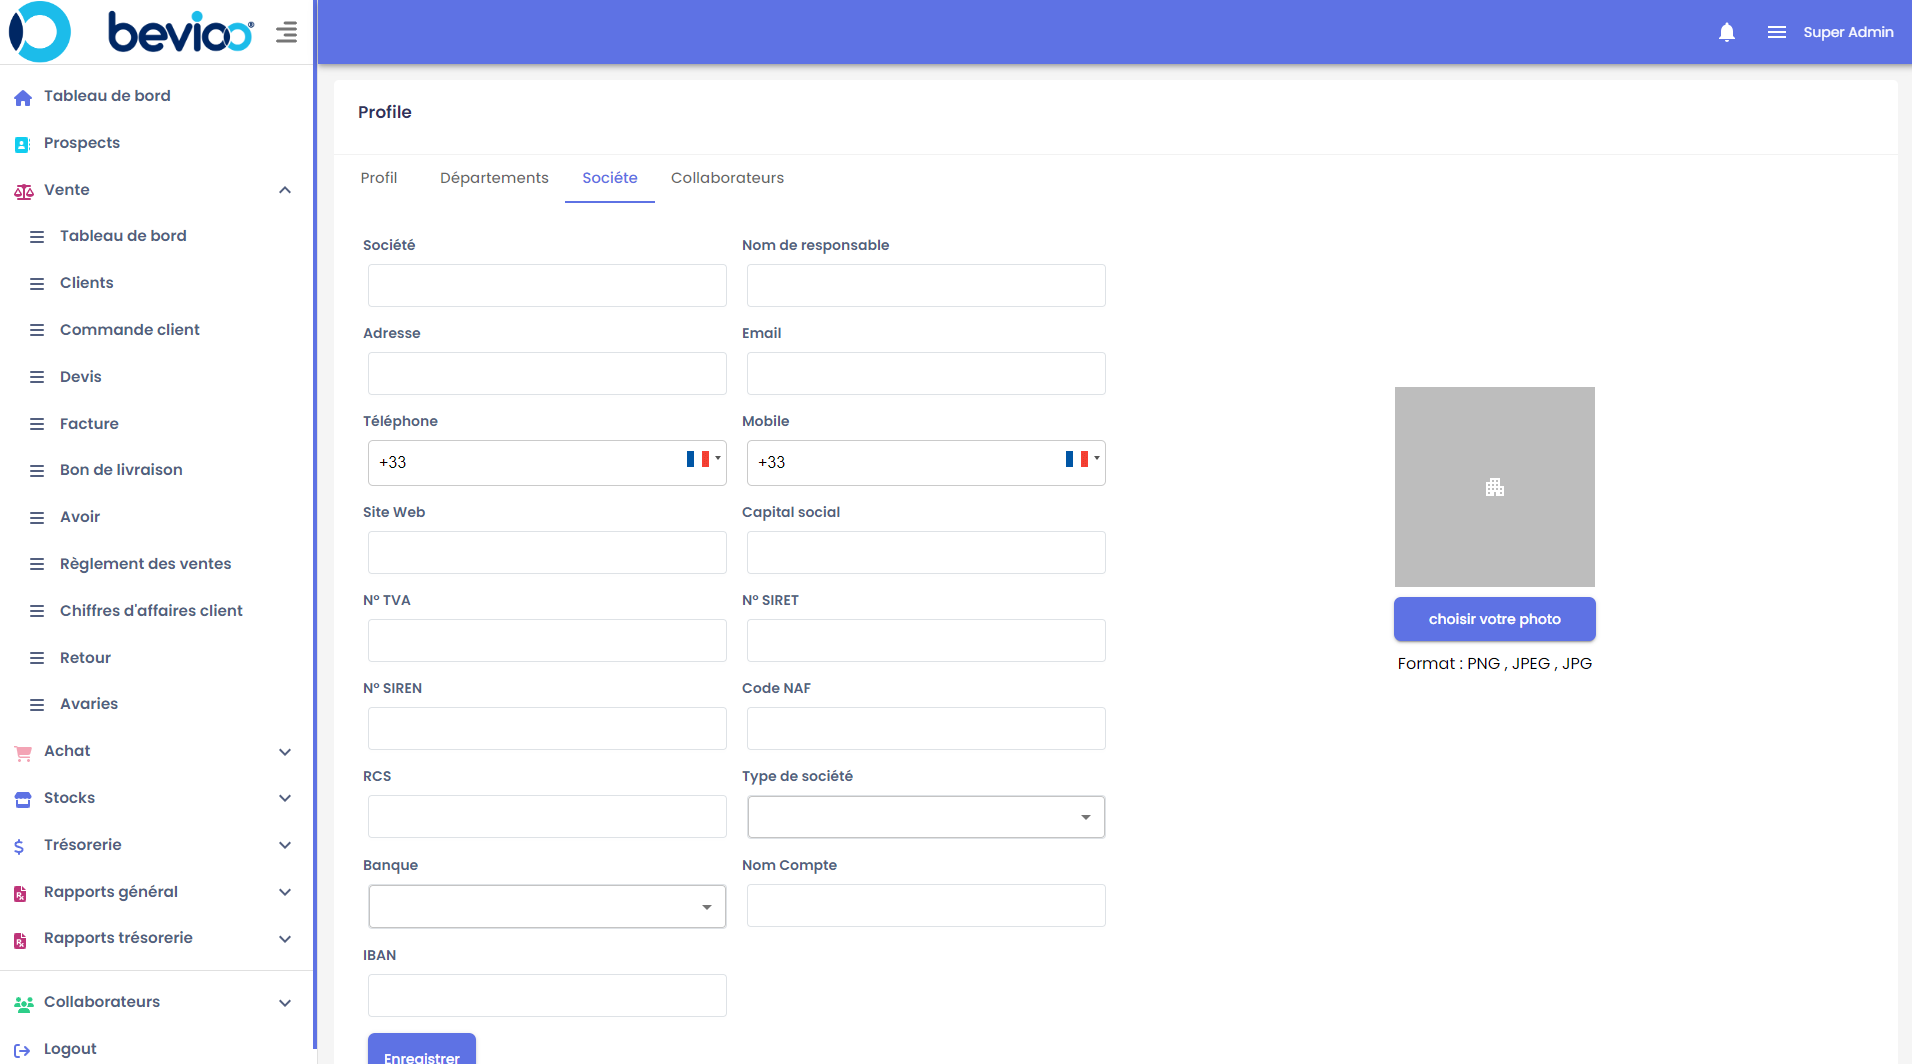 bevioo®
Super Admin
Tableau de bord
Prospects
Vente
Tableau de bord
Clients
Commande client
Devis
Facture
Bon de livraison
Avoir
Règlement des ventes
Chiffres d'affaires client
Retour
Avaries
Achat
Stocks
Trésorerie
Rapports général
Rapports trésorerie
Collaborateurs
Logout
Profile
Profil Départements Sociéte Collaborateurs
Société Nom de responsable
Adresse Email
Téléphone Mobile
+33 +33
Site Web Capital social
N° TVA N° SIRET
N° SIREN Code NAF
RCS Type de société
Banque Nom Compte
IBAN
Enregistrer
choisir votre photo
Format : PNG , JPEG , JPG